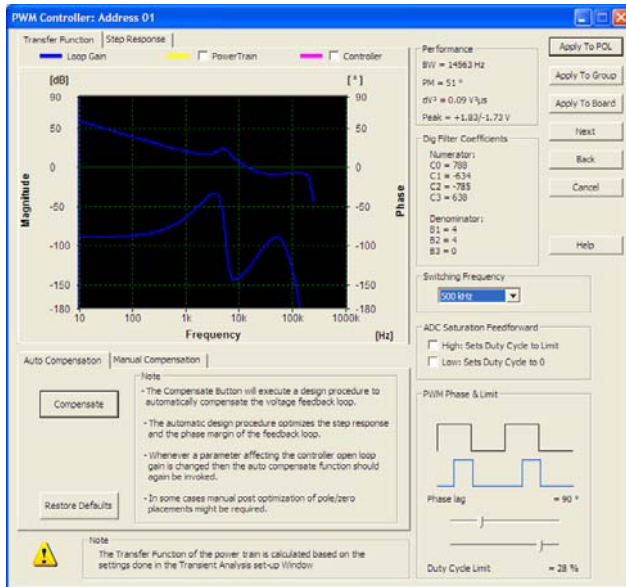 PWM Controller: Address 01
Transfer Function
Step Response
Loop Gain
PowerTrain
Controller
[dB]
[°]
90
50
0
-50
-100
-150
-180
90
50
0
-50
-100
-150
-180
Magnitude
Phase
10
100
1k
10k
100k
1000k
Frequency
[Hz]
Performance
BW = 14563 Hz
PM = 51 °
dV² = 0.09 V²µs
Peak = +1.83/-1.73 V
Dig Filter Coefficients
Numerator:
C0 = 788
C1 = -634
C2 = -785
C3 = 638
Denominator:
B1 = 4
B2 = 4
B3 = 0
Switching Frequency
500 kHz
ADC Saturation Feedforward
High: Sets Duty Cycle to Limit
Low: Sets Duty Cycle to 0
PWM Phase & Limit
Phase lag = 90 °
Duty Cycle Limit = 28 %
Apply To POL
Apply To Group
Apply To Board
Next
Back
Cancel
Help
Auto Compensation
Manual Compensation
Compensate
Restore Defaults
Note
- The Compensate Button will execute a design procedure to
automatically compensate the voltage feedback loop.
- The automatic design procedure optimizes the step response
and the phase margin of the feedback loop.
- Whenever a parameter affecting the controller open loop
gain is changed then the auto compensate function should
again be invoked.
- In some cases manual post optimization of pole/zero
placements might be required.
Note
The Transfer Function of the power train is calculated based on the
settings done in the Transient Analysis set-up Window